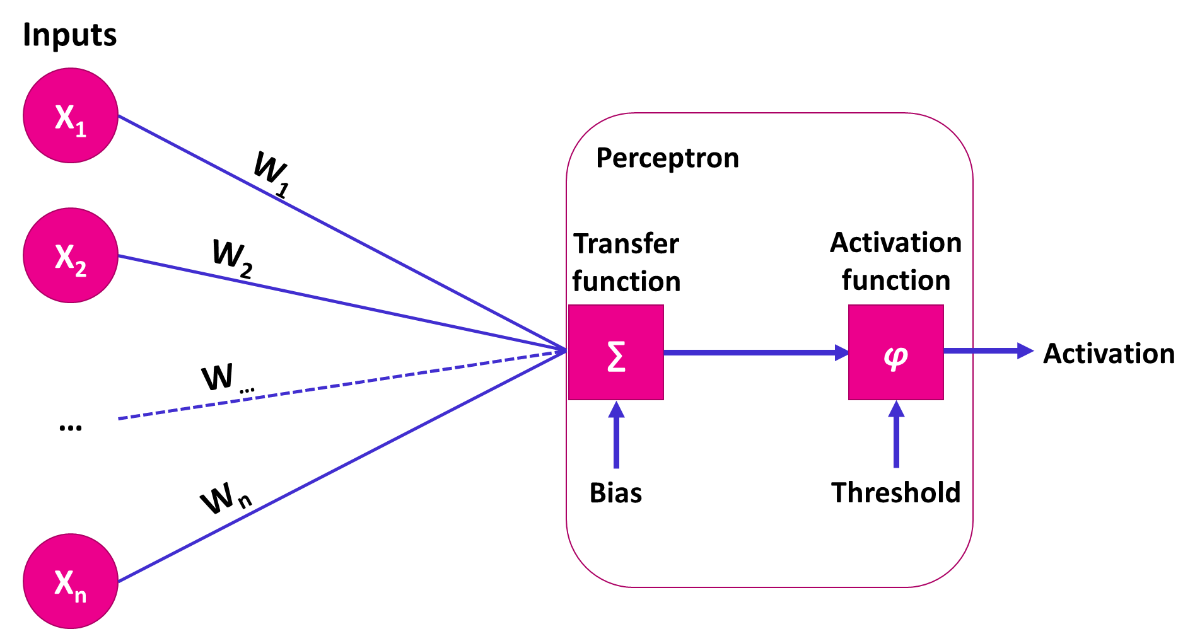 Inputs
X1
W1
Perceptron
X2
W2
Transfer
function
Activation
function
W...
Σ
φ
Activation
...
Wn
Bias
Threshold
Xn